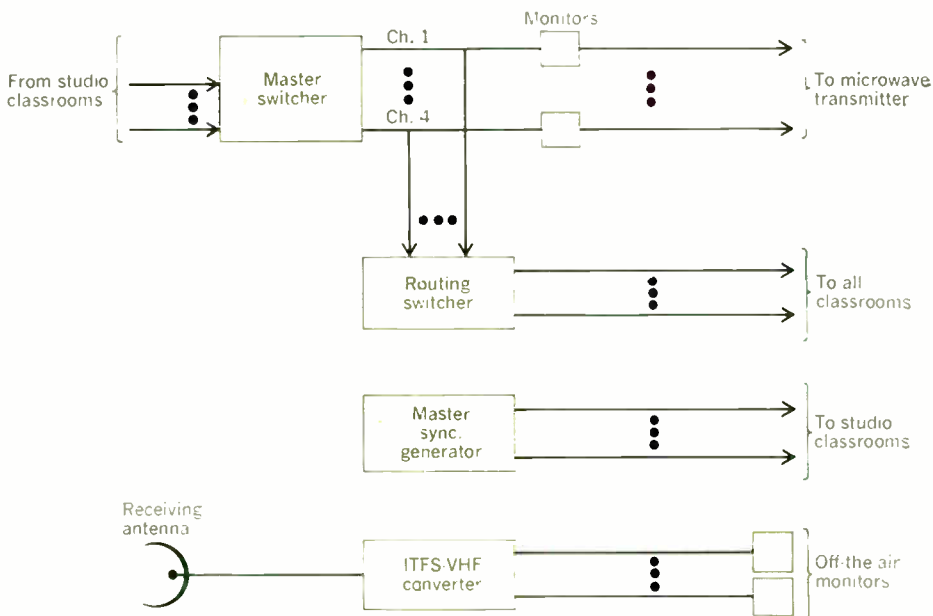 Monitors
Ch. 1
From studio
classrooms
Master
switcher
To microwave
transmitter
Ch. 4
Routing
switcher
To all
classrooms
Master
sync.
generator
To studio
classrooms
Receiving
antenna
ITFS-VHF
converter
Off-the air
monitors